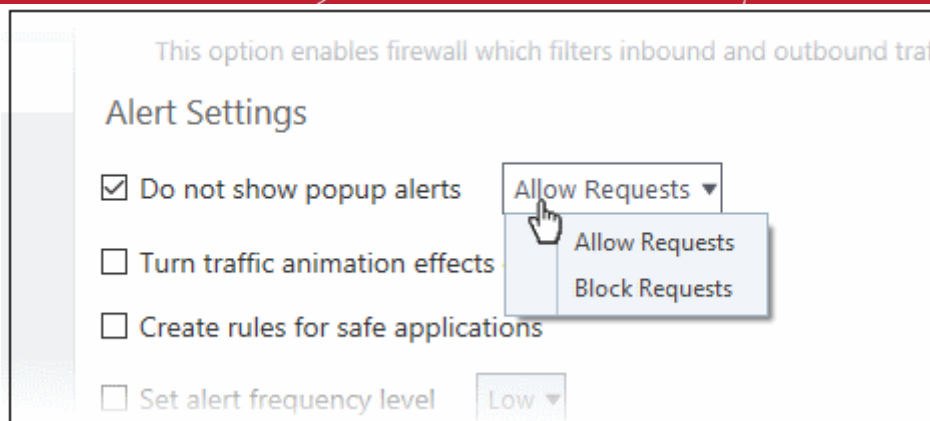 This option enables firewall which filters inbound and outbound
Alert Settings
Do not show popup alerts Allow Requests
Allow Requests
Turn traffic animation effects
Block Requests
Create rules for safe applications
Set alert frequency level Low